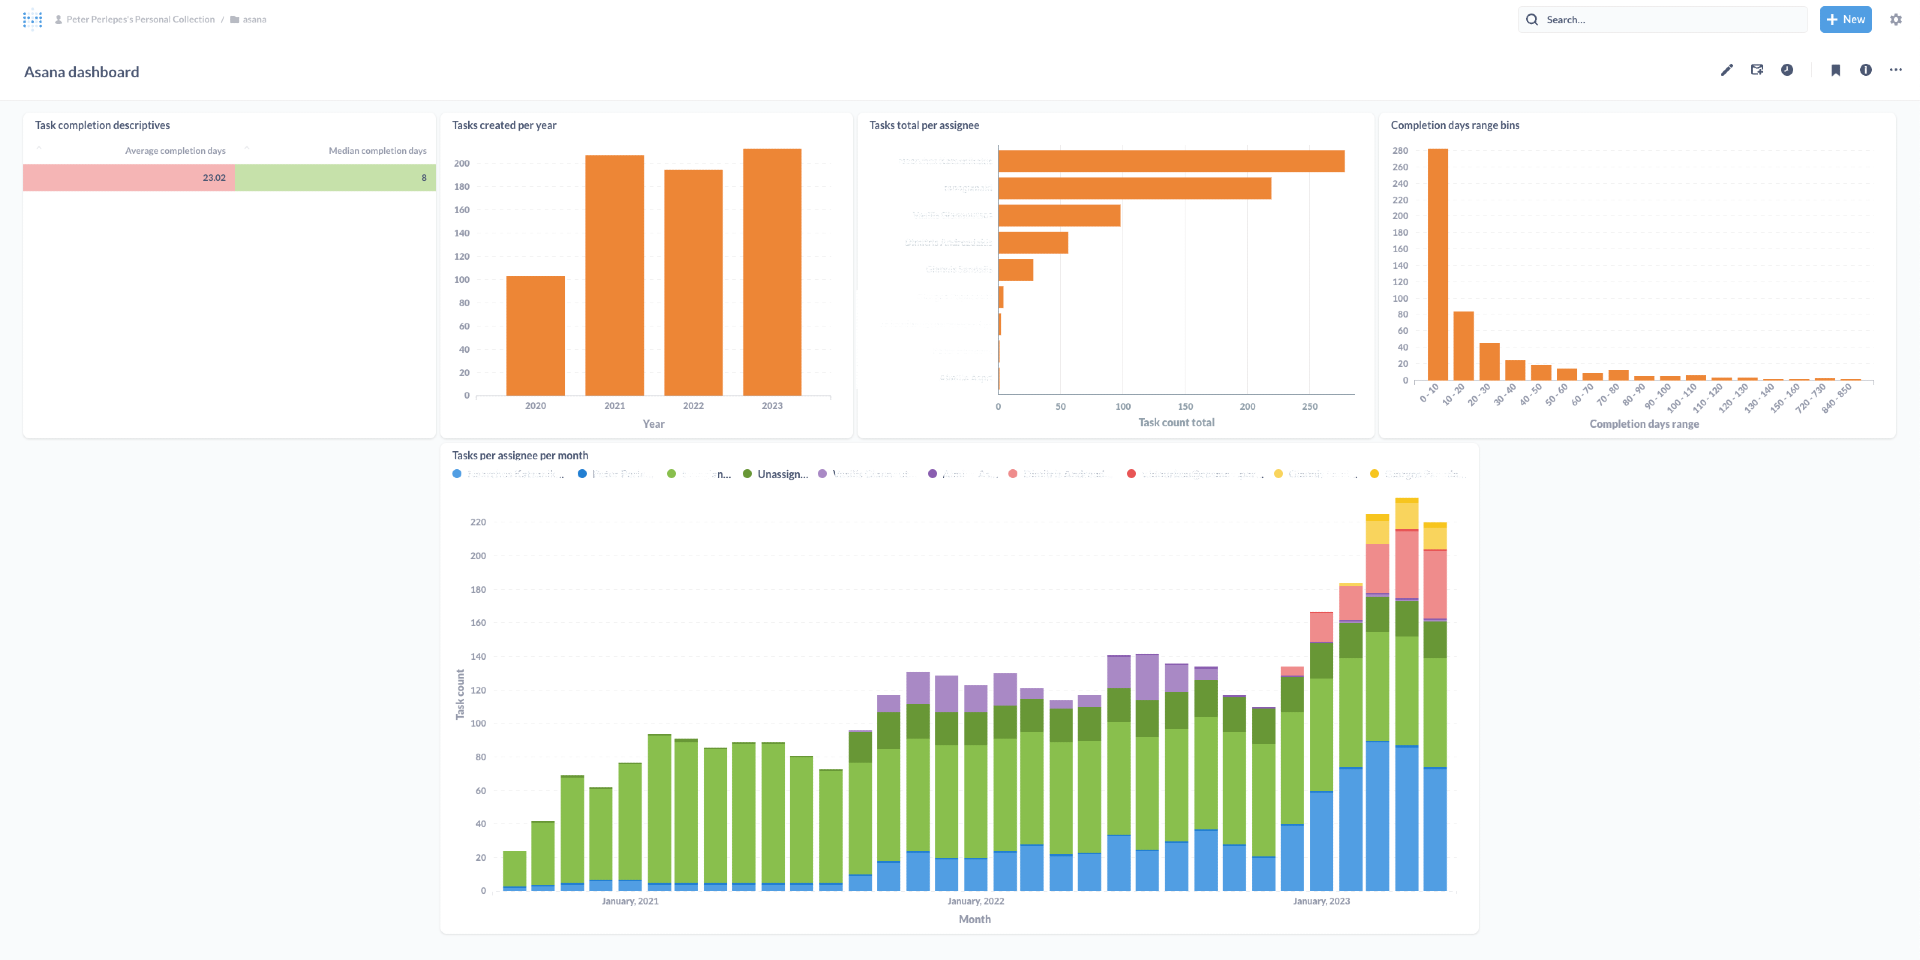 Peter Perlepes's Personal Collection / asana
Search...
New
Asana dashboard
Task completion descriptives
Average completion days
Median completion days
23.02
8
Tasks created per year
200
180
160
140
120
100
80
60
40
20
0
2020
2021
2022
2023
Year
Tasks total per assignee
0
50
100
150
200
250
Task count total
Completion days range bins
280
260
240
220
200
180
160
140
120
100
80
60
40
20
0
0 - 10
10 - 20
20 - 30
30 - 40
40 - 50
50 - 60
60 - 70
70 - 80
80 - 90
90 - 100
100 - 110
110 - 120
120 - 130
130 - 140
150 - 160
720 - 730
840 - 850
Completion days range
Tasks per assignee per month
n...
Unassign...
Task count
220
200
180
160
140
120
100
80
60
40
20
0
January, 2021
January, 2022
January, 2023
Month